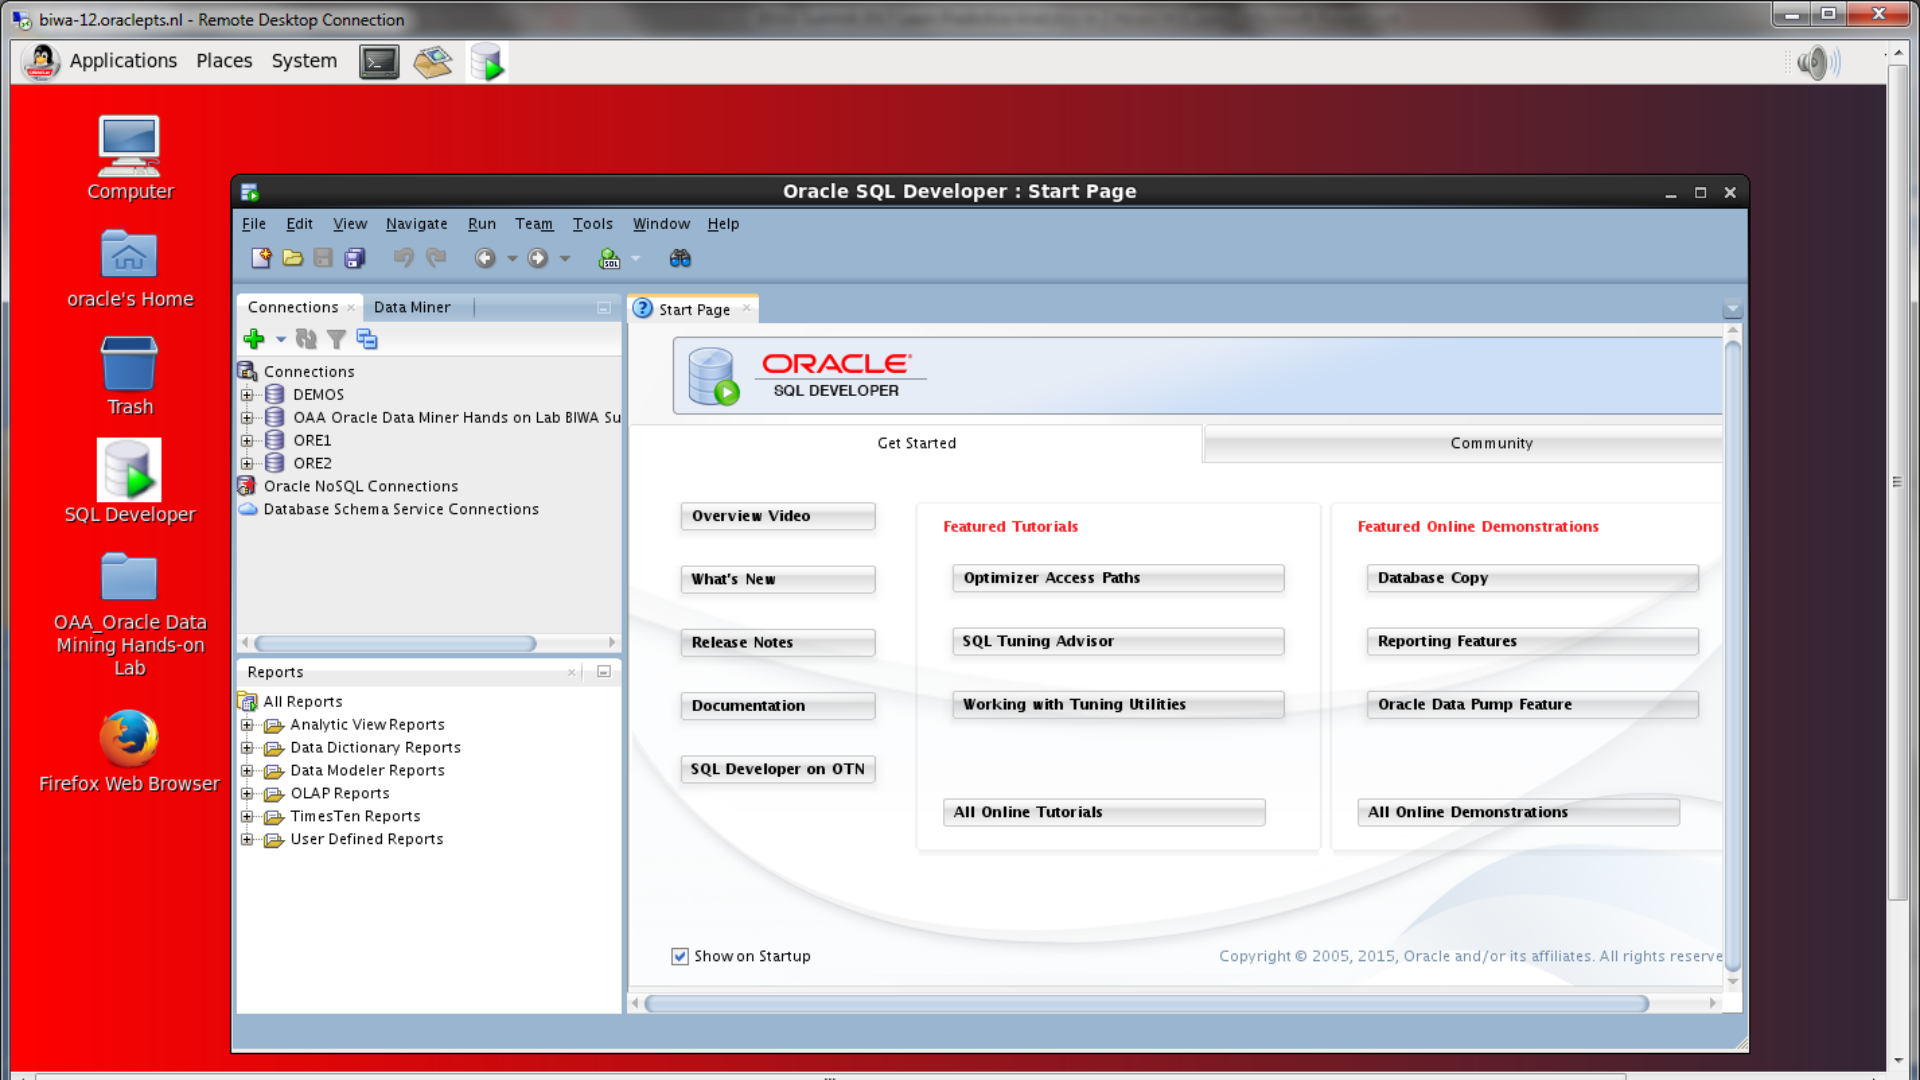 biwa-12.oraclepts.nl - Remote Desktop Connection
Applications Places System
Computer
oracle's Home
Trash
SQL Developer
OAA_Oracle Data
Mining Hands-on
Lab
Firefox Web Browser
Oracle SQL Developer : Start Page
File Edit View Navigate Run Team Tools Window Help
Connections Data Miner
Connections
DEMOS
OAA Oracle Data Miner Hands on Lab BIWA Su
ORE1
ORE2
Oracle NoSQL Connections
Database Schema Service Connections
Reports
All Reports
Analytic View Reports
Data Dictionary Reports
Data Modeler Reports
OLAP Reports
TimesTen Reports
User Defined Reports
Start Page
ORACLE
SQL DEVELOPER
Get Started
Community
Overview Video
What's New
Release Notes
Documentation
SQL Developer on OTN
Featured Tutorials
Optimizer Access Paths
SQL Tuning Advisor
Working with Tuning Utilities
All Online Tutorials
Featured Online Demonstrations
Database Copy
Reporting Features
Oracle Data Pump Feature
All Online Demonstrations
Show on Startup
Copyright © 2005, 2015, Oracle and/or its affiliates. All rights reserve